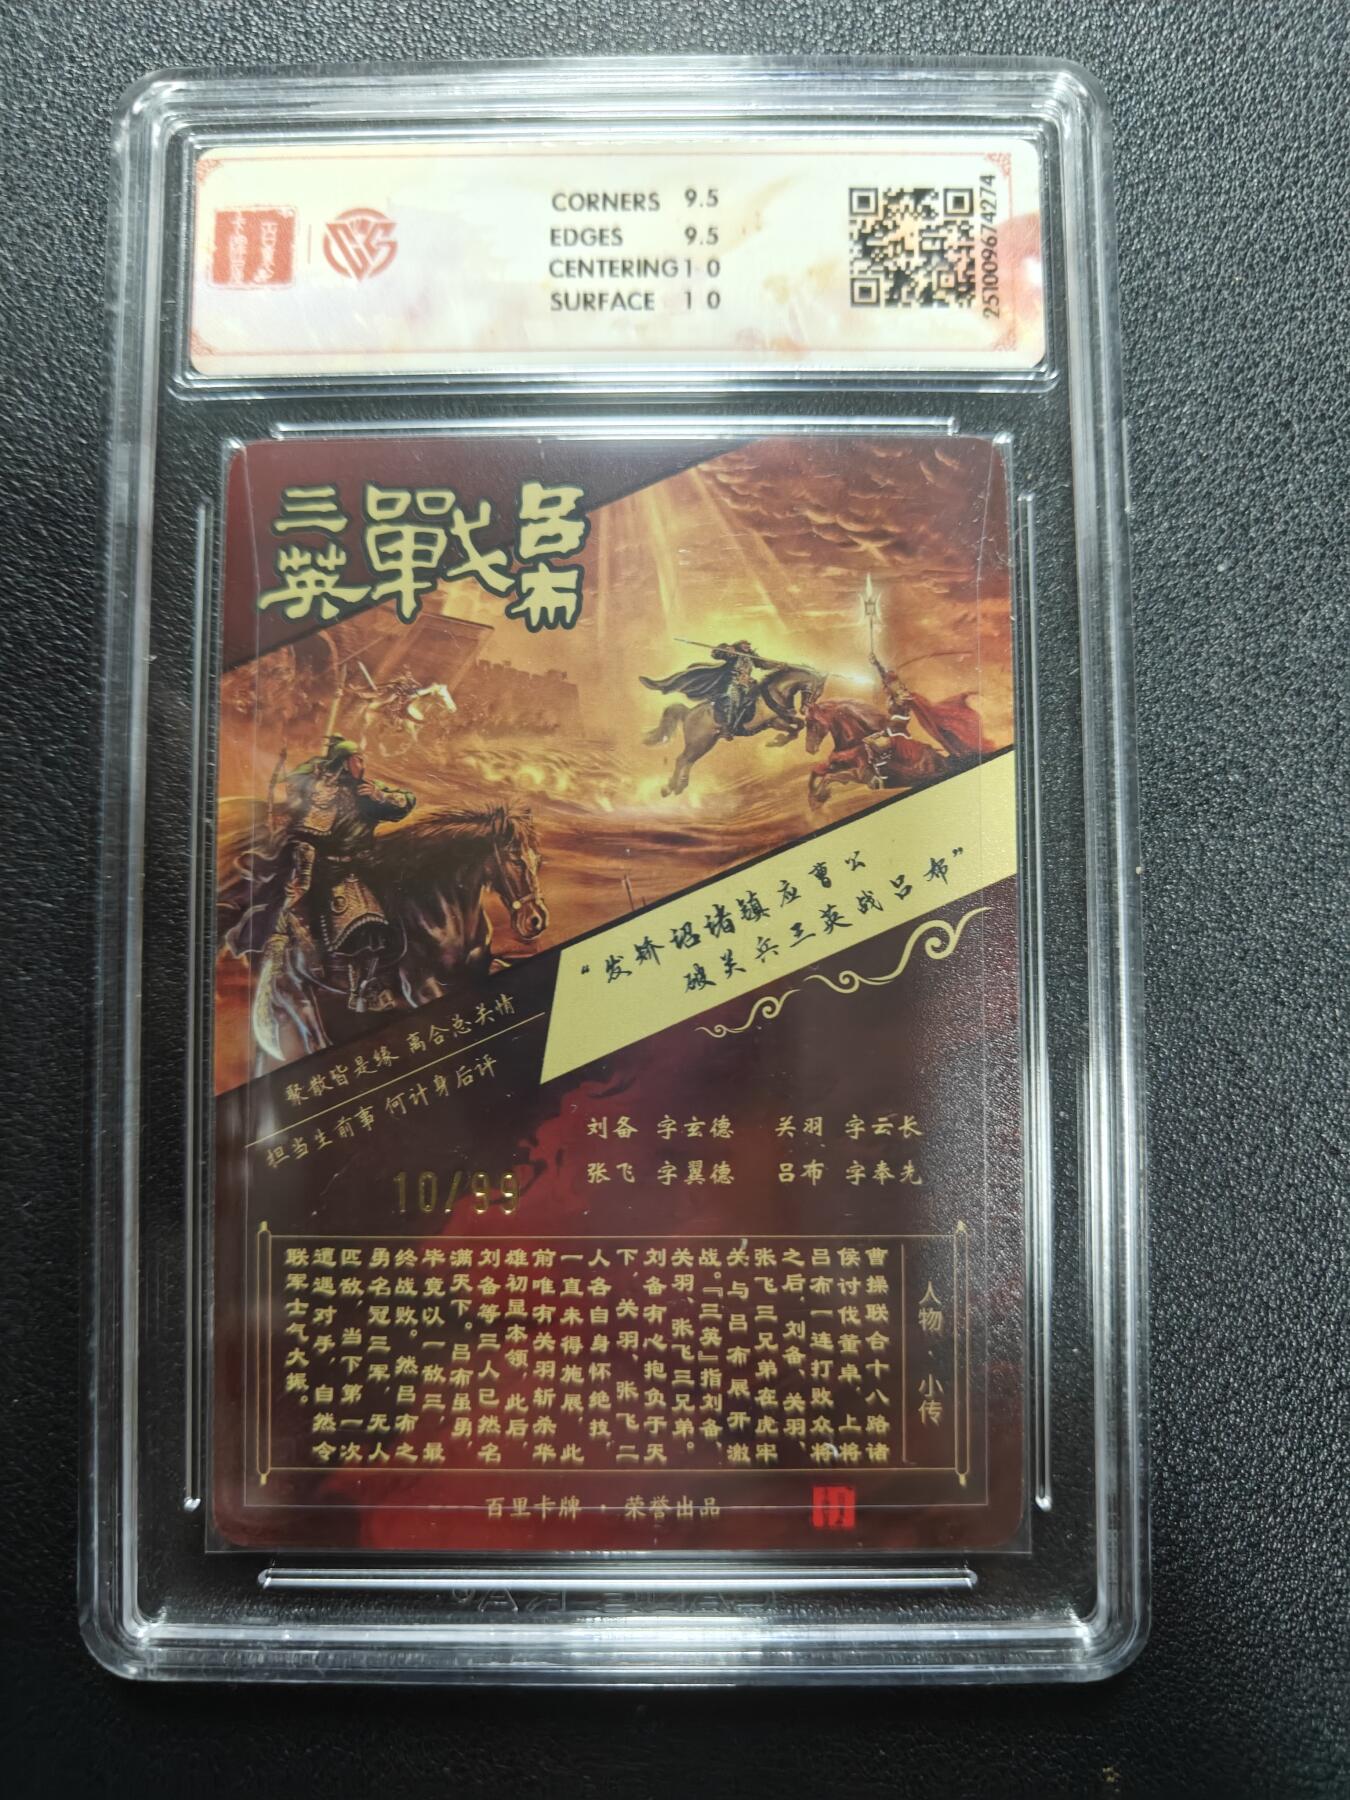 CORNERS 9.5
EDGES 9.5
CENTERING 10
SURFACE 10
251009674274
三英戰呂布
“发矫诏诸镇应曹公
破关兵三英战吕布”
聚散皆是缘 离合总关情
担当生前事 何计身后评
刘备 字玄德 关羽 字云长
张飞 字翼德 吕布 字奉先
10/99
人物·小传
曹操联合十八路诸
侯讨伐董卓，上将
吕布一连打败众将
之后，刘备、关羽、
张飞三兄弟在虎牢
关与吕布展开激
战。『三英』指刘备、
关羽、张飞三兄弟。
刘备有心抱负于天
下，关羽、张飞二
人各自身怀绝技，
一直未得施展，此
前唯有关羽斩杀华
雄初显本领，此后，
刘备等三人已然名
满天下。吕布虽勇，
毕竟以一敌三，最
终战败。然吕布之
勇名冠三军，无人
匹敌，当下第一次
遭遇对手，自然令
联军士气大振。
百里卡牌·荣誉出品